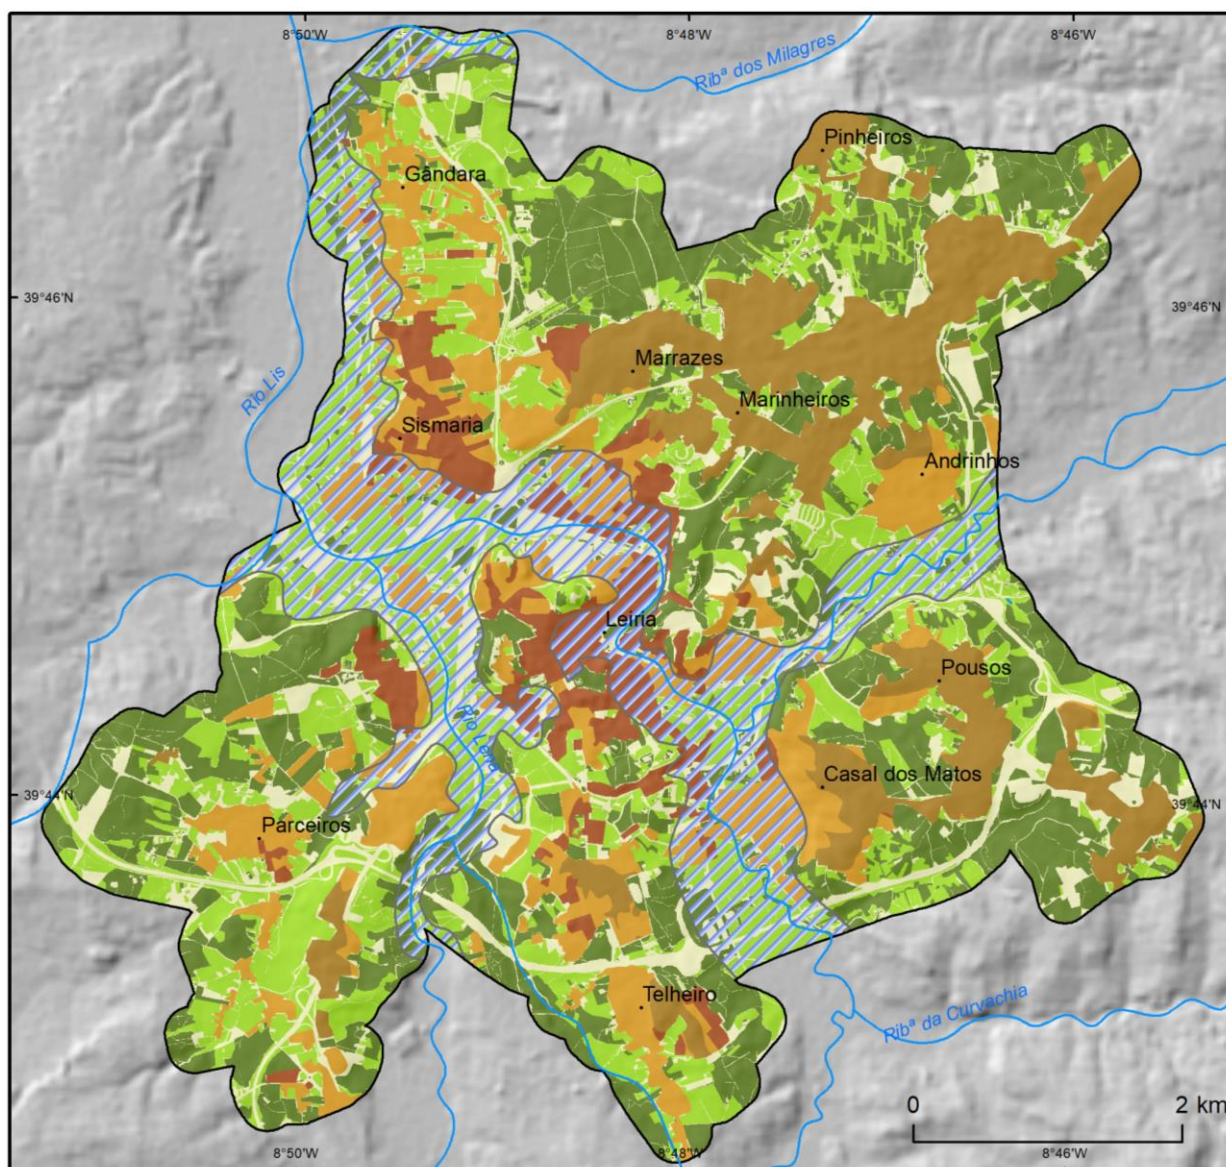 8°50'W
8°48'W
8°46'W
Ribª dos Milagres
Pinheiros
Gândara
39°46'N
39°46'N
Marrazes
Rio Lis
Marinheiros
Sismaria
Andrinhos
Leiria
Pousos
Rio Lena
Casal dos Matos
39°44'N
39°44'N
Parceiros
Telheiro
Ribª da Curvachia
0
2 km
8°50'W
8°48'W
8°46'W